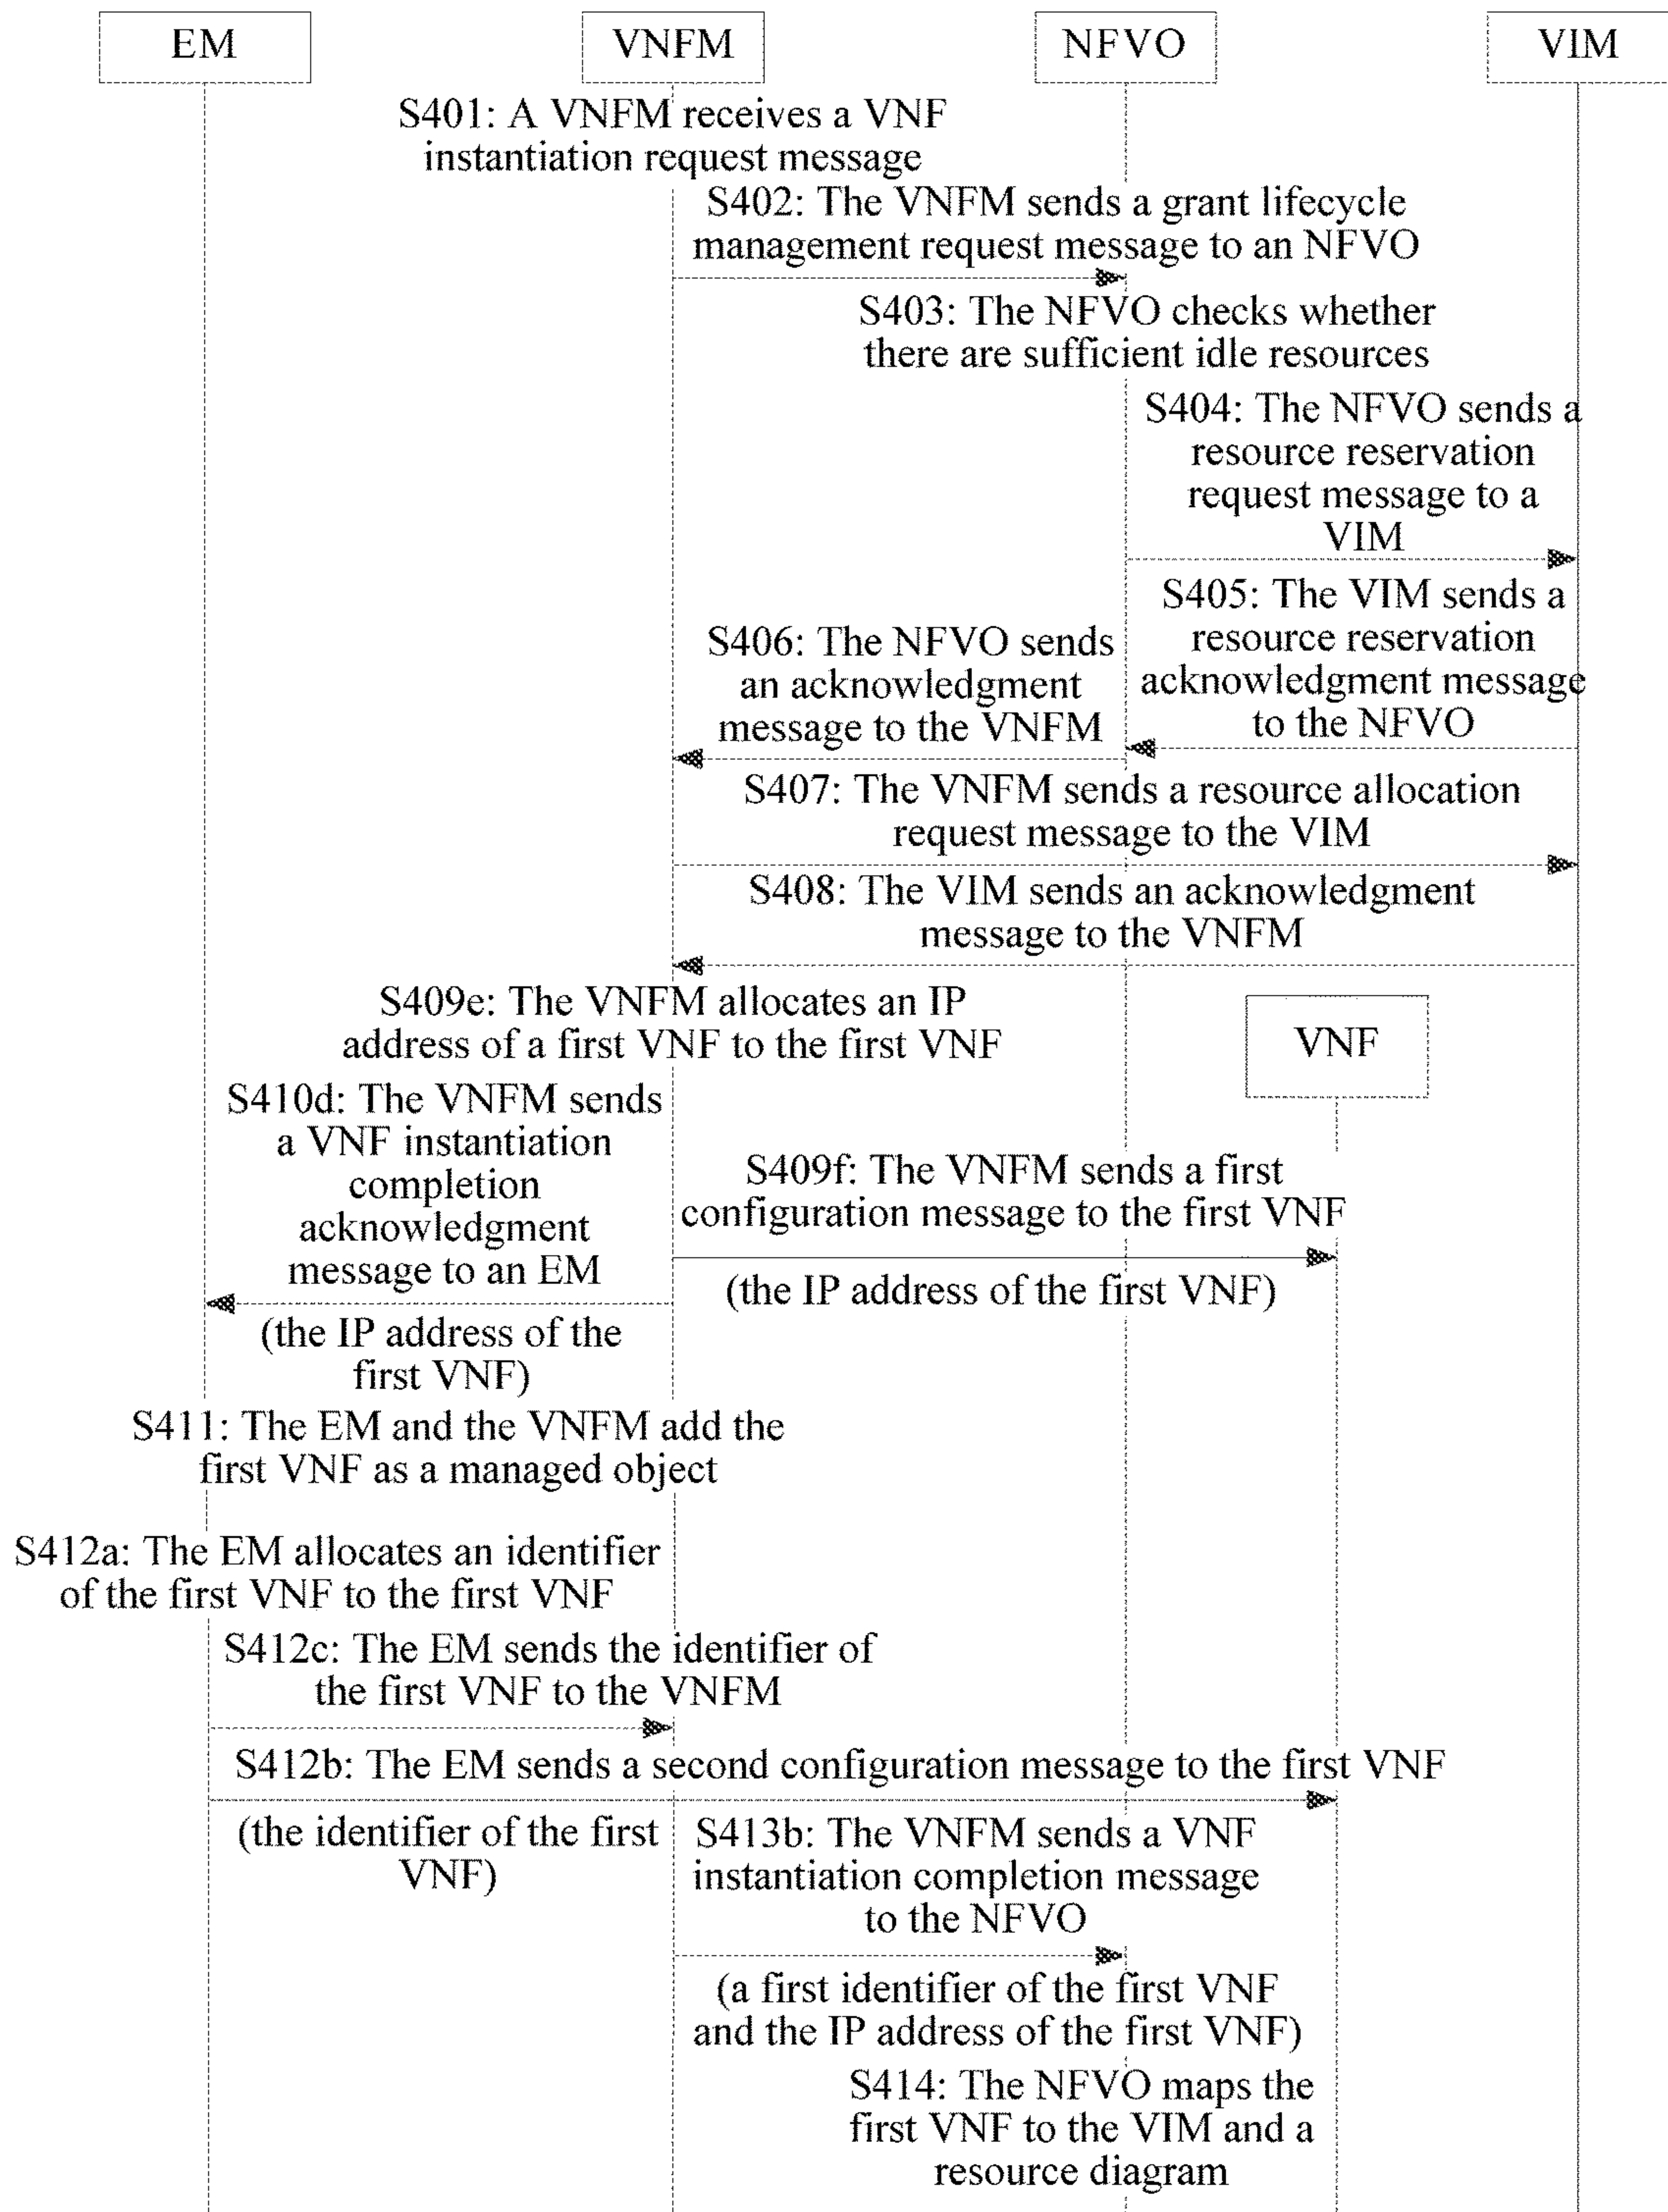 EM
VNFM
NFVO
VIM
S401: A VNFM receives a VNF
instantiation request message
S402: The VNFM sends a grant lifecycle
management request message to an NFVO
S403: The NFVO checks whether
there are sufficient idle resources
S404: The NFVO sends a
resource reservation
request message to a
VIM
S405: The VIM sends a
resource reservation
acknowledgment message
to the NFVO
S406: The NFVO sends
an acknowledgment
message to the VNFM
S407: The VNFM sends a resource allocation
request message to the VIM
S408: The VIM sends an acknowledgment
message to the VNFM
S409e: The VNFM allocates an IP
address of a first VNF to the first VNF
VNF
S410d: The VNFM sends
a VNF instantiation
completion
acknowledgment
message to an EM
(the IP address of the
first VNF)
S409f: The VNFM sends a first
configuration message to the first VNF
(the IP address of the first VNF)
S411: The EM and the VNFM add the
first VNF as a managed object
S412a: The EM allocates an identifier
of the first VNF to the first VNF
S412c: The EM sends the identifier of
the first VNF to the VNFM
S412b: The EM sends a second configuration message to the first VNF
(the identifier of the first
VNF)
S413b: The VNFM sends a VNF
instantiation completion message
to the NFVO
(a first identifier of the first VNF
and the IP address of the first VNF)
S414: The NFVO maps the
first VNF to the VIM and a
resource diagram